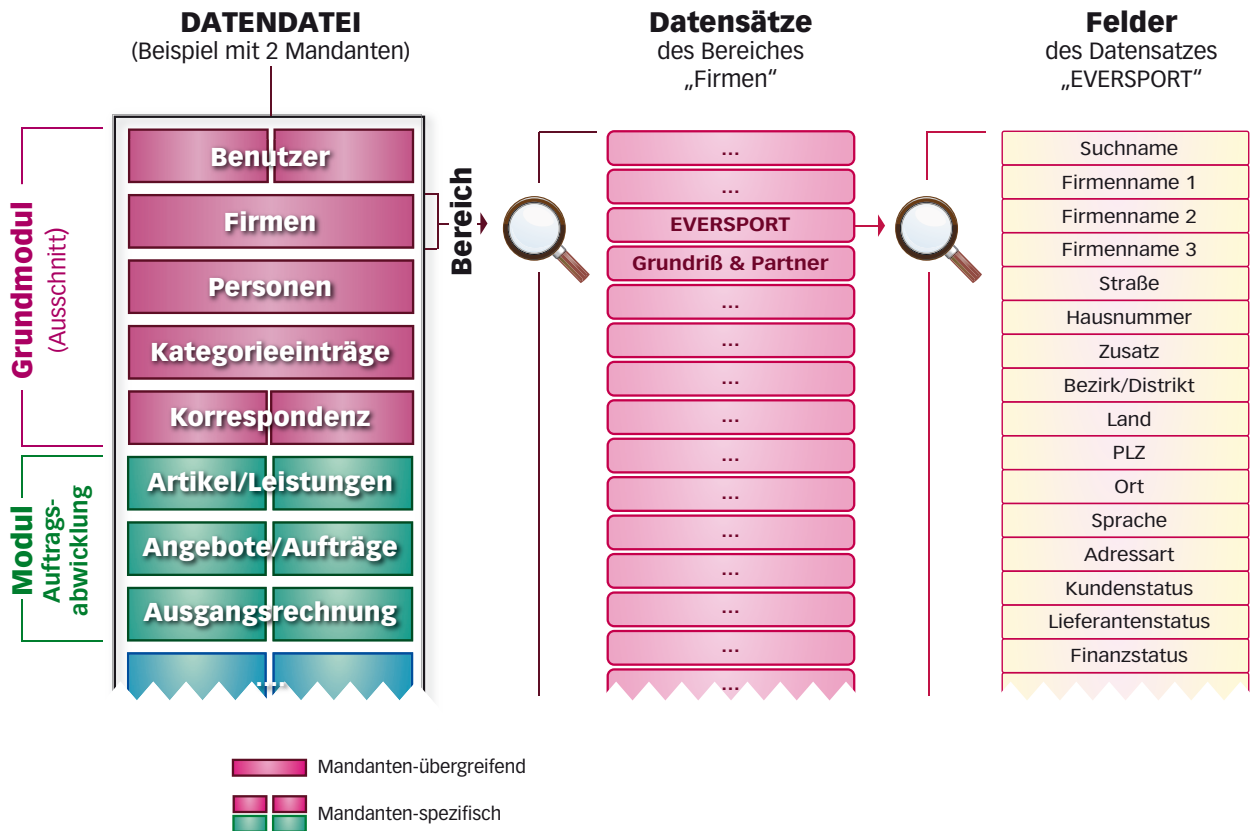 DATENDATEI
(Beispiel mit 2 Mandanten)
Grundmodul
(Ausschnitt)
Modul
Auftrags-
abwicklung
Benutzer
Firmen
Personen
Kategorieeinträge
Korrespondenz
Artikel/Leistungen
Angebote/Aufträge
Ausgangsrechnung
...
Bereich
Datensätze
des Bereiches
„Firmen“
...
...
EVERSPORT
Grundriß & Partner
...
...
...
...
...
...
...
...
...
...
...
Felder
des Datensatzes
„EVERSPORT“
Suchname
Firmenname 1
Firmenname 2
Firmenname 3
Straße
Hausnummer
Zusatz
Bezirk/Distrikt
Land
PLZ
Ort
Sprache
Adressart
Kundenstatus
Lieferantenstatus
Finanzstatus
Mandanten-übergreifend
Mandanten-spezifisch